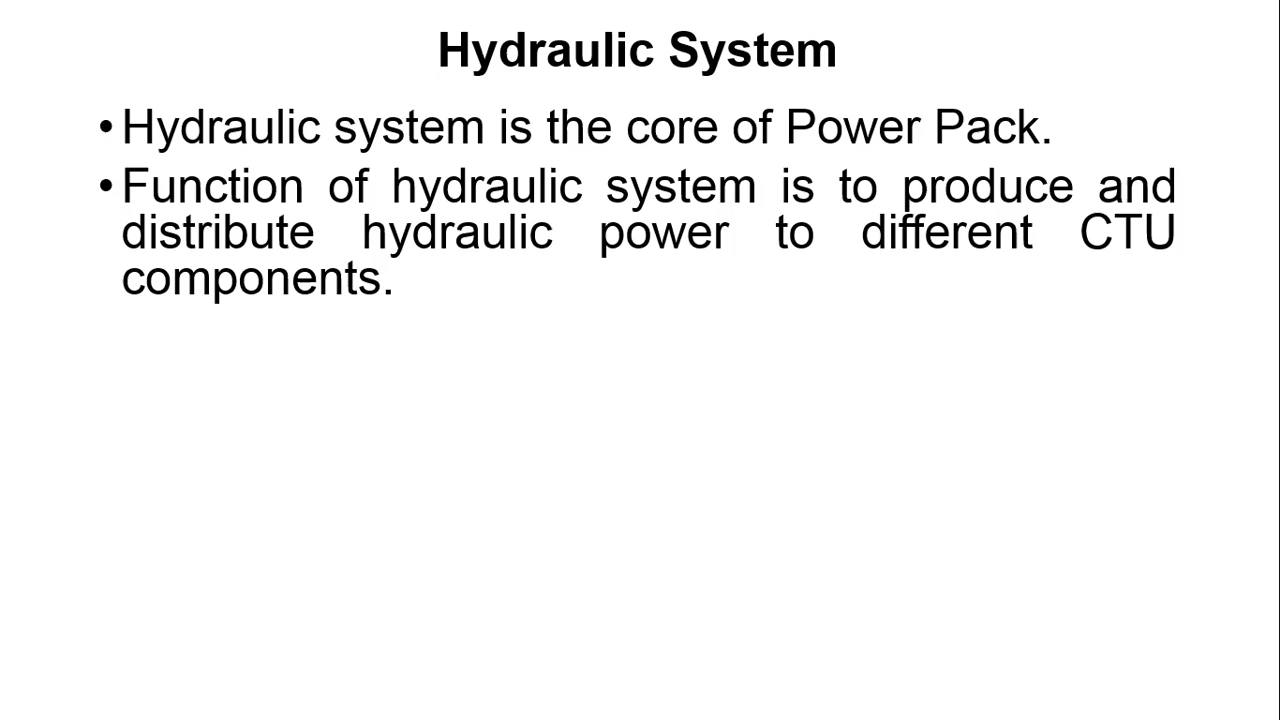 Hydraulic System
•Hydraulic system is the core of Power Pack.
•Function of hydraulic system is to produce and
distribute hydraulic power to different CTU
components.